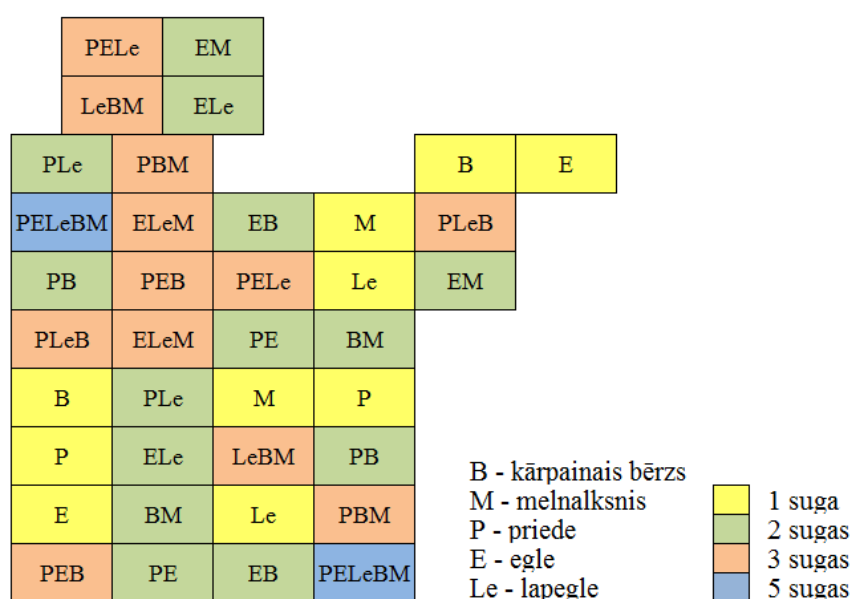 PELe EM
LeBM ELe
PLe PBM B E
PELeBM ELeM EB M PLeB
PB PEB PELe Le EM
PLeB ELeM PE BM
B PLe M P
P ELe LeBM PB
E BM Le PBM
PEB PE EB PELeBM
B - kārpainais bērzs
M - melnalksnis
P - priede
E - egle
Le - lapegle
1 suga
2 sugas
3 sugas
5 sugas